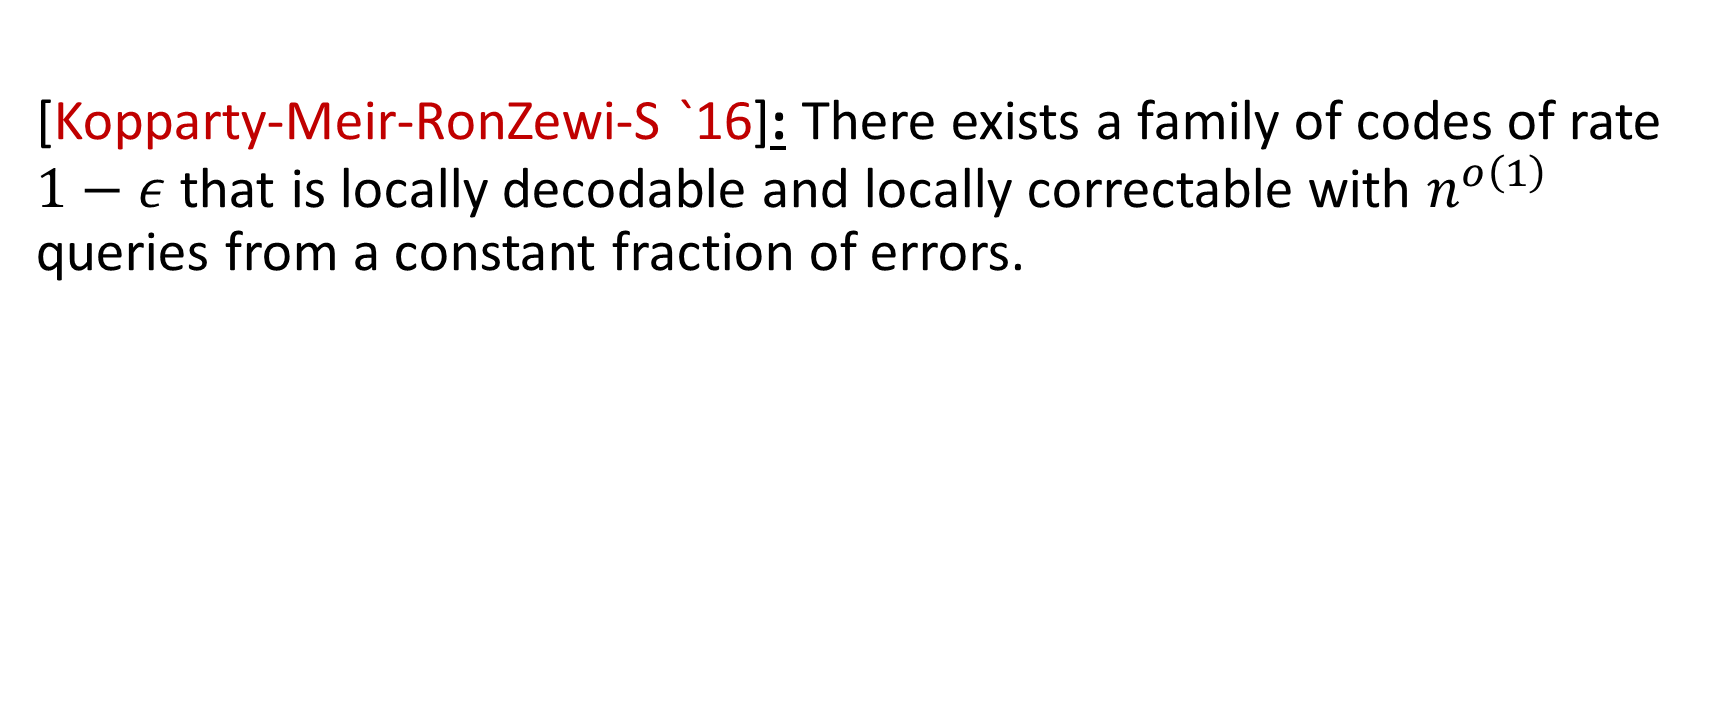 [Kopparty-Meir-RonZewi-S `16]: There exists a family of codes of rate
1 − ϵ that is locally decodable and locally correctable with n^{o(1)}
queries from a constant fraction of errors.